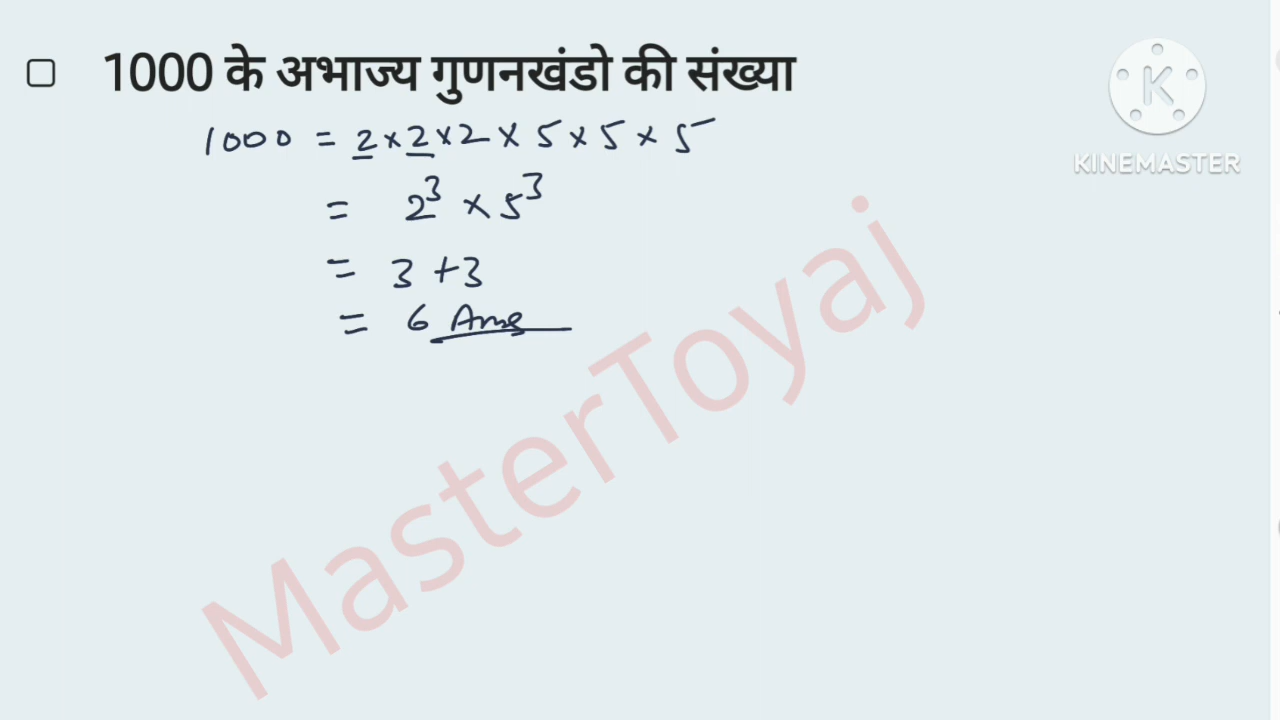 1000 के अभाज्य गुणनखंडो की संख्या
KINEMASTER
1000 = 2 × 2 × 2 × 5 × 5 × 5
= 2³ × 5³
= 3 + 3
= 6 Ans
MasterToyaj